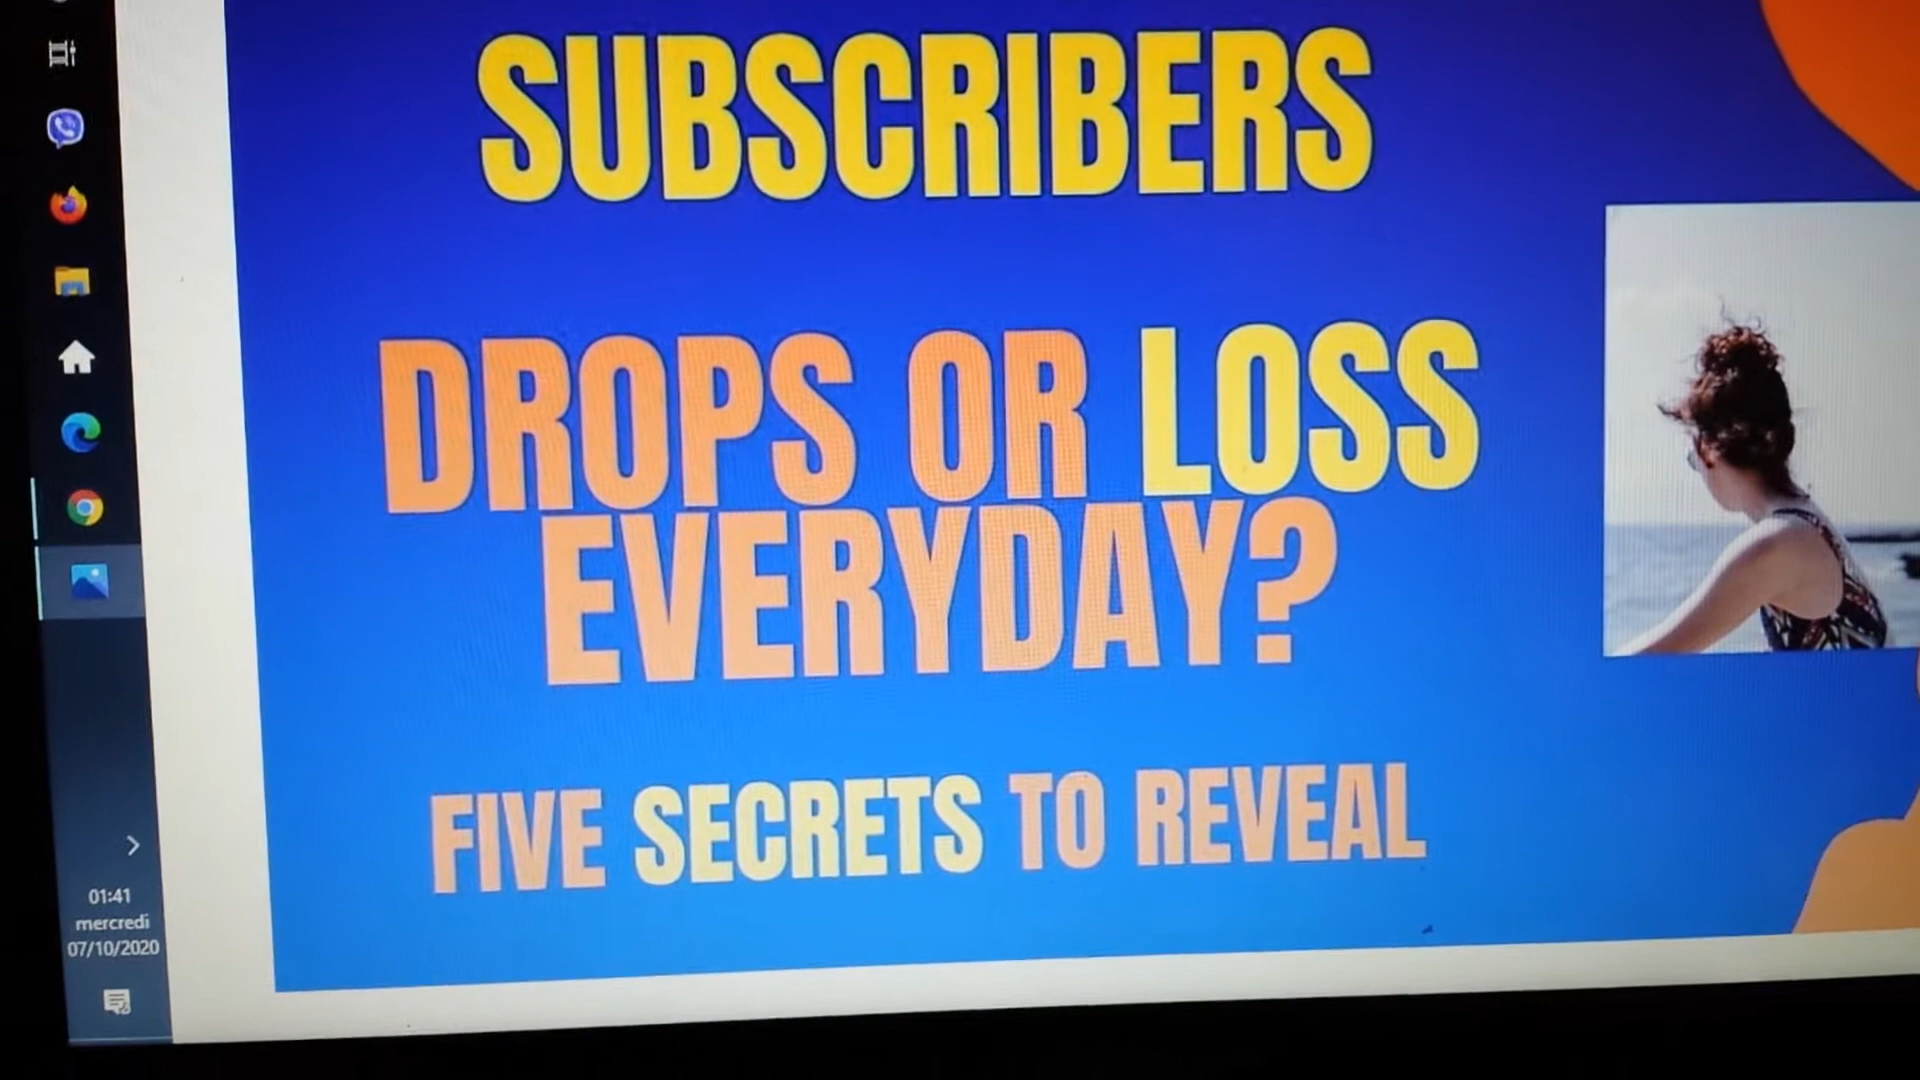 SUBSCRIBERS
DROPS OR LOSS
EVERYDAY?
FIVE SECRETS TO REVEAL
01:41
mercredi
07/10/2020